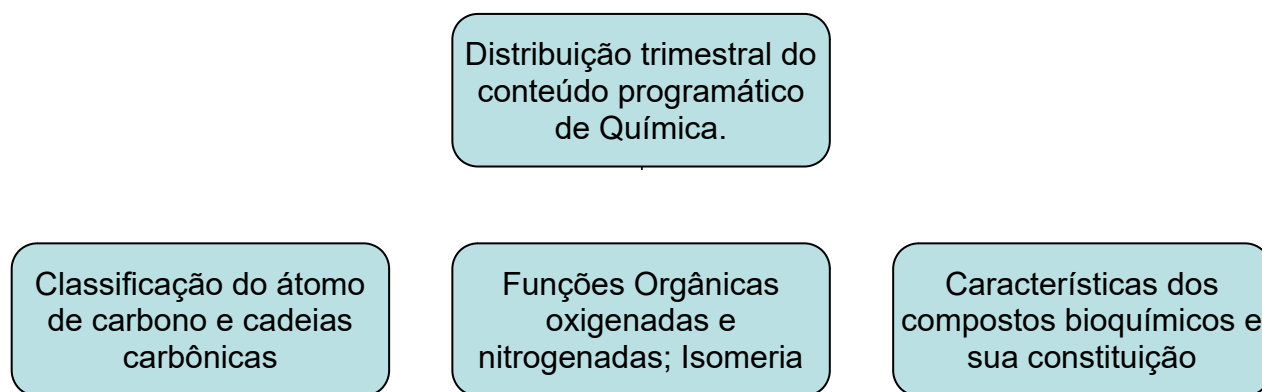 Distribuição trimestral do
conteúdo programático
de Química.
Classificação do átomo
de carbono e cadeias
carbônicas
Funções Orgânicas
oxigenadas e
nitrogenadas; Isomeria
Características dos
compostos bioquímicos e
sua constituição